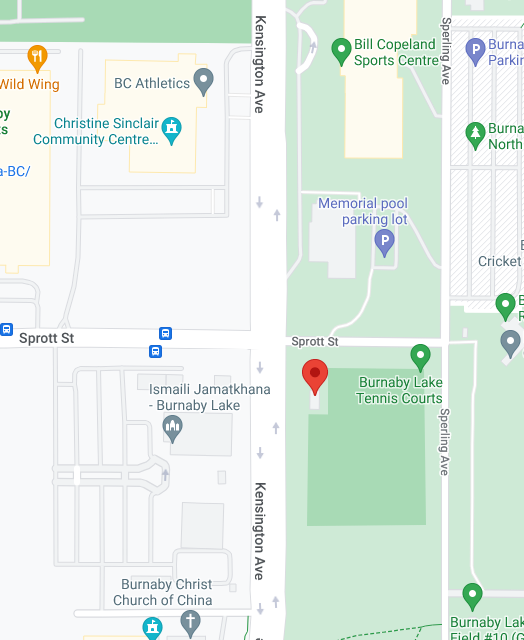 Kensington Ave
Sperling Ave
Bill Copeland
Sports Centre
Burna
Parkin
Wild Wing
BC Athletics
Christine Sinclair
Community Centre...
by
ts
Burna
North
a-BC/
Memorial pool
parking lot
P
P
Cricket
B
R
Sprott St
Sprott St
Burnaby Lake
Tennis Courts
Ismaili Jamatkhana
- Burnaby Lake
Sperling Ave
Kensington Ave
Burnaby Christ
Church of China
Burnaby Lak
Field #10 (G